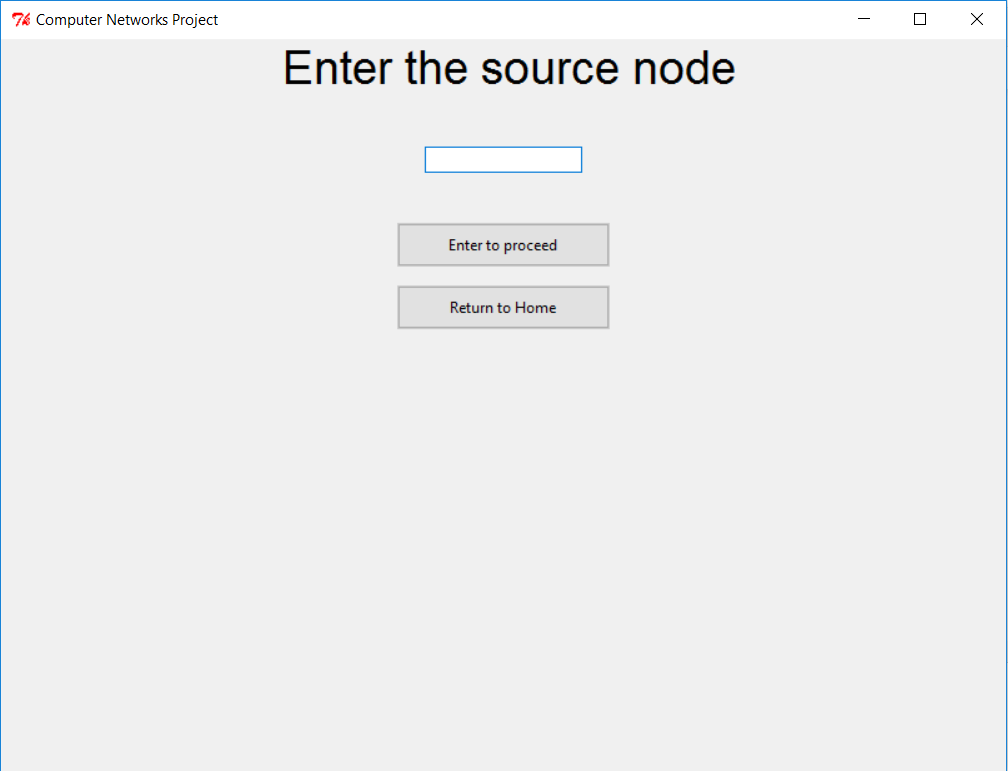 Computer Networks Project
Enter the source node
Enter to proceed
Return to Home